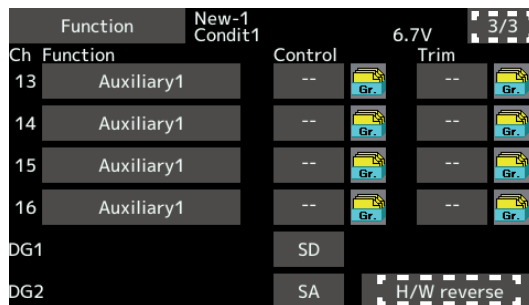 Function New-1 3/3
Condit1 6.7V
Ch Function Control Trim
13 Auxiliary1 -- Gr. -- Gr.
14 Auxiliary1 -- Gr. -- Gr.
15 Auxiliary1 -- Gr. -- Gr.
16 Auxiliary1 -- Gr. -- Gr.
DG1 SD
DG2 SA H/W reverse